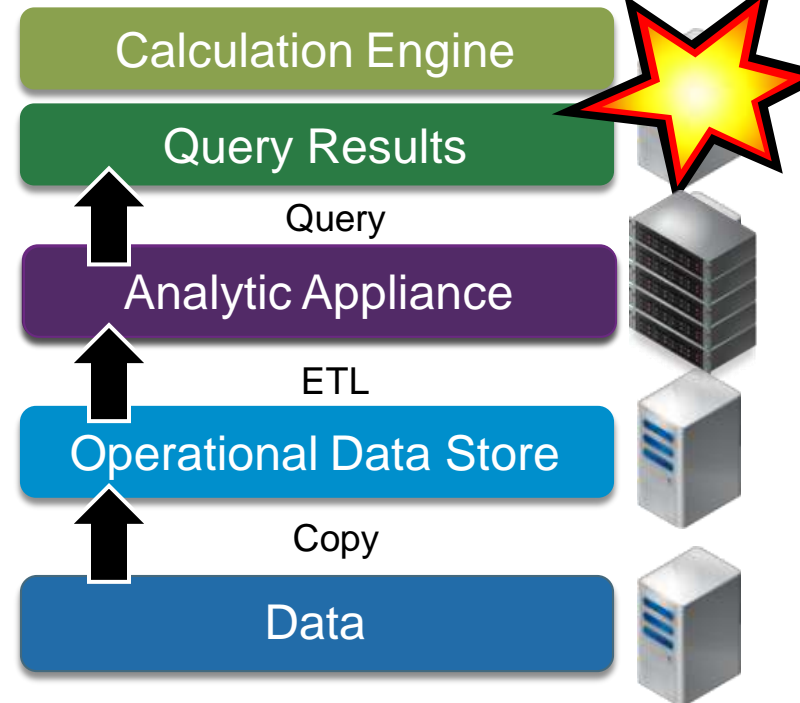 Calculation Engine
Query Results
Query
Analytic Appliance
ETL
Operational Data Store
Copy
Data